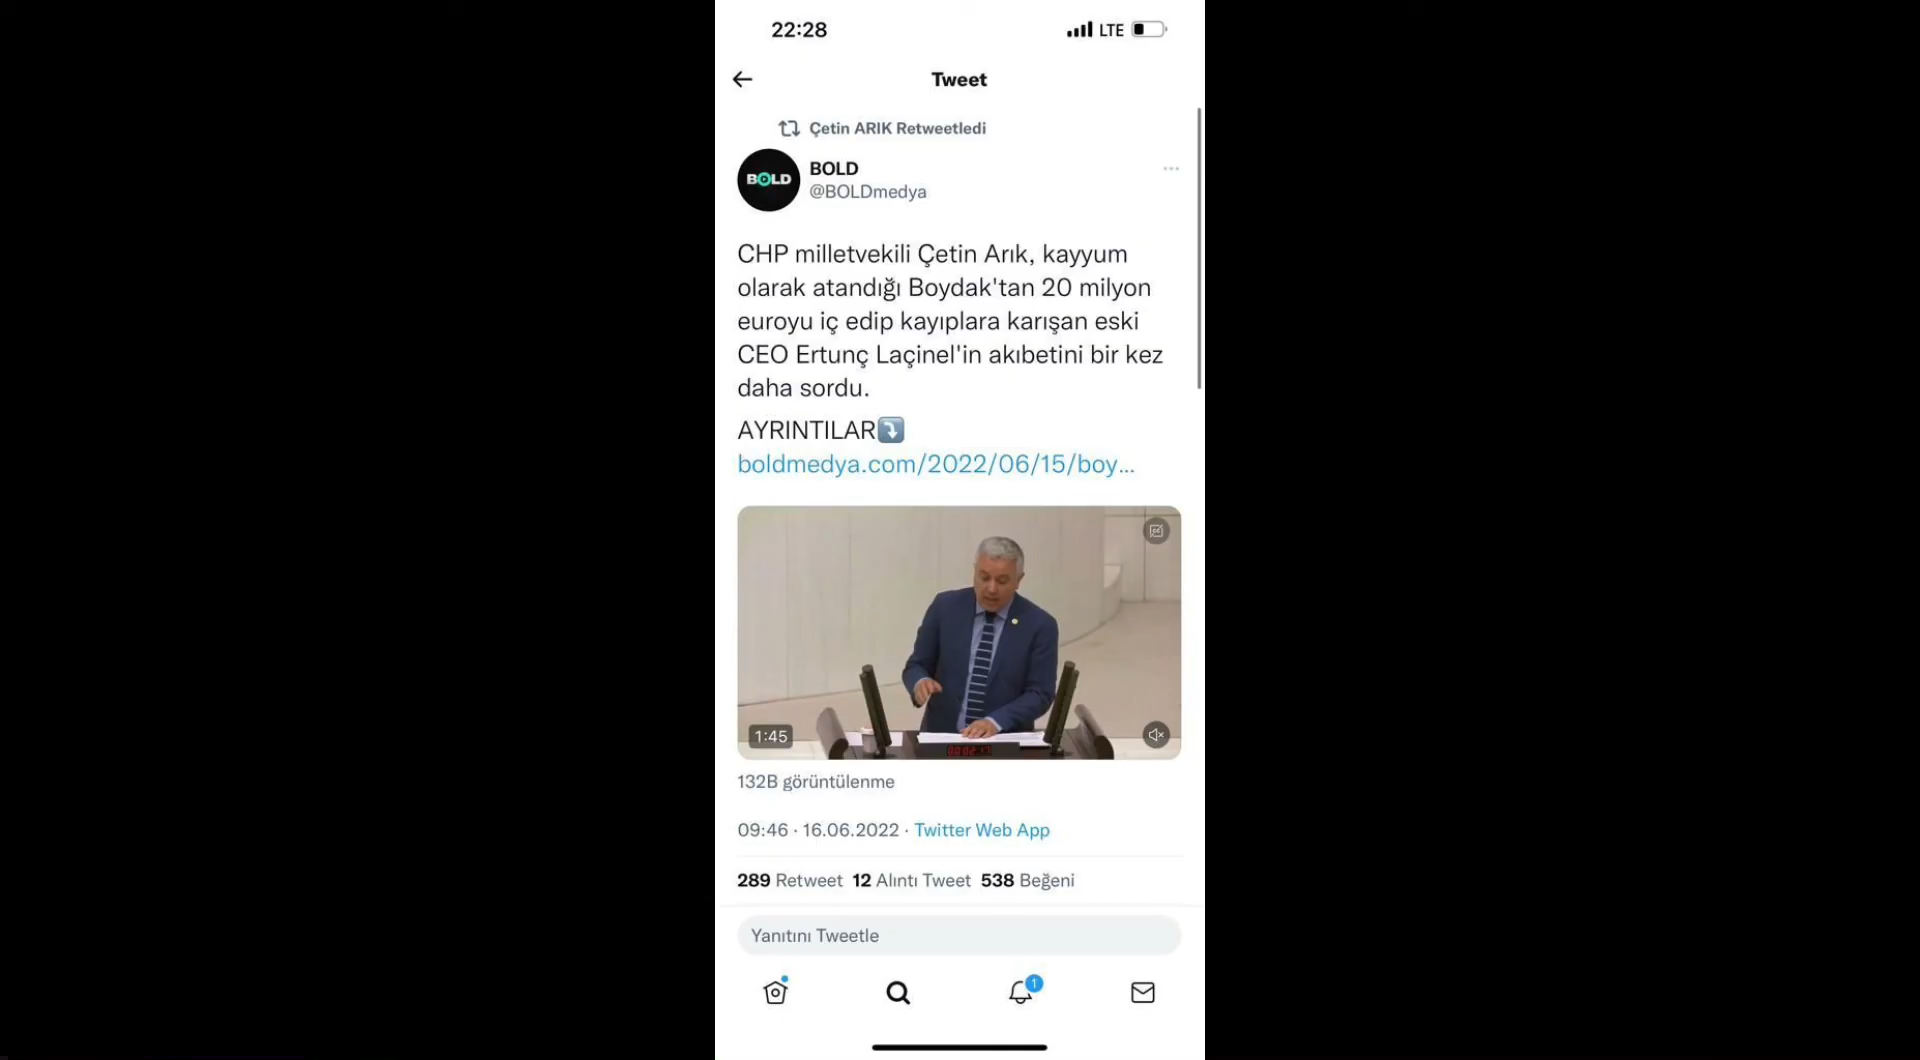 22:28
LTE
Tweet
Çetin ARIK Retweetledi
BOLD
BOLD
@BOLDmedya
CHP milletvekili Çetin Arık, kayyum
olarak atandığı Boydak'tan 20 milyon
euroyu iç edip kayıplara karışan eski
CEO Ertunç Laçinel'in akıbetini bir kez
daha sordu.
AYRINTILAR⤵️
boldmedya.com/2022/06/15/boy...
1:45
132B görüntülenme
09:46 · 16.06.2022 · Twitter Web App
289 Retweet 12 Alıntı Tweet 538 Beğeni
Yanıtını Tweetle
1